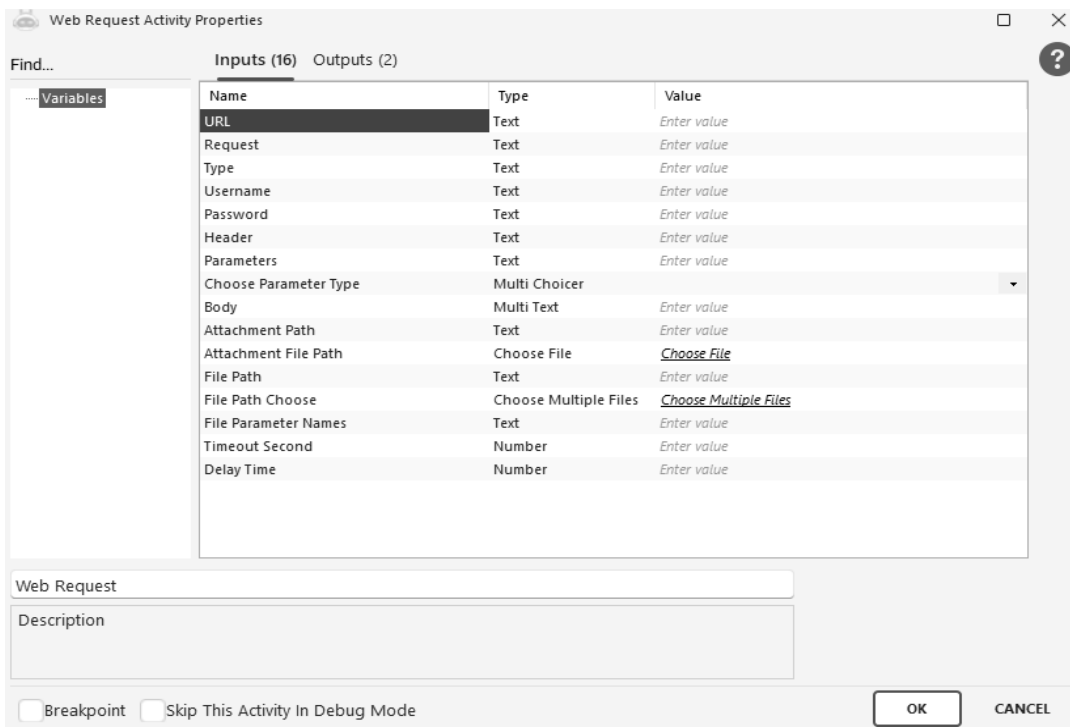 Web Request Activity Properties
Find...
Inputs (16) Outputs (2)
?
Variables
Name Type Value
URL Text Enter value
Request Text Enter value
Type Text Enter value
Username Text Enter value
Password Text Enter value
Header Text Enter value
Parameters Text Enter value
Choose Parameter Type Multi Choicer
Body Multi Text Enter value
Attachment Path Text Enter value
Attachment File Path Choose File Choose File
File Path Text Enter value
File Path Choose Choose Multiple Files Choose Multiple Files
File Parameter Names Text Enter value
Timeout Second Number Enter value
Delay Time Number Enter value
Web Request
Description
Breakpoint Skip This Activity In Debug Mode OK CANCEL